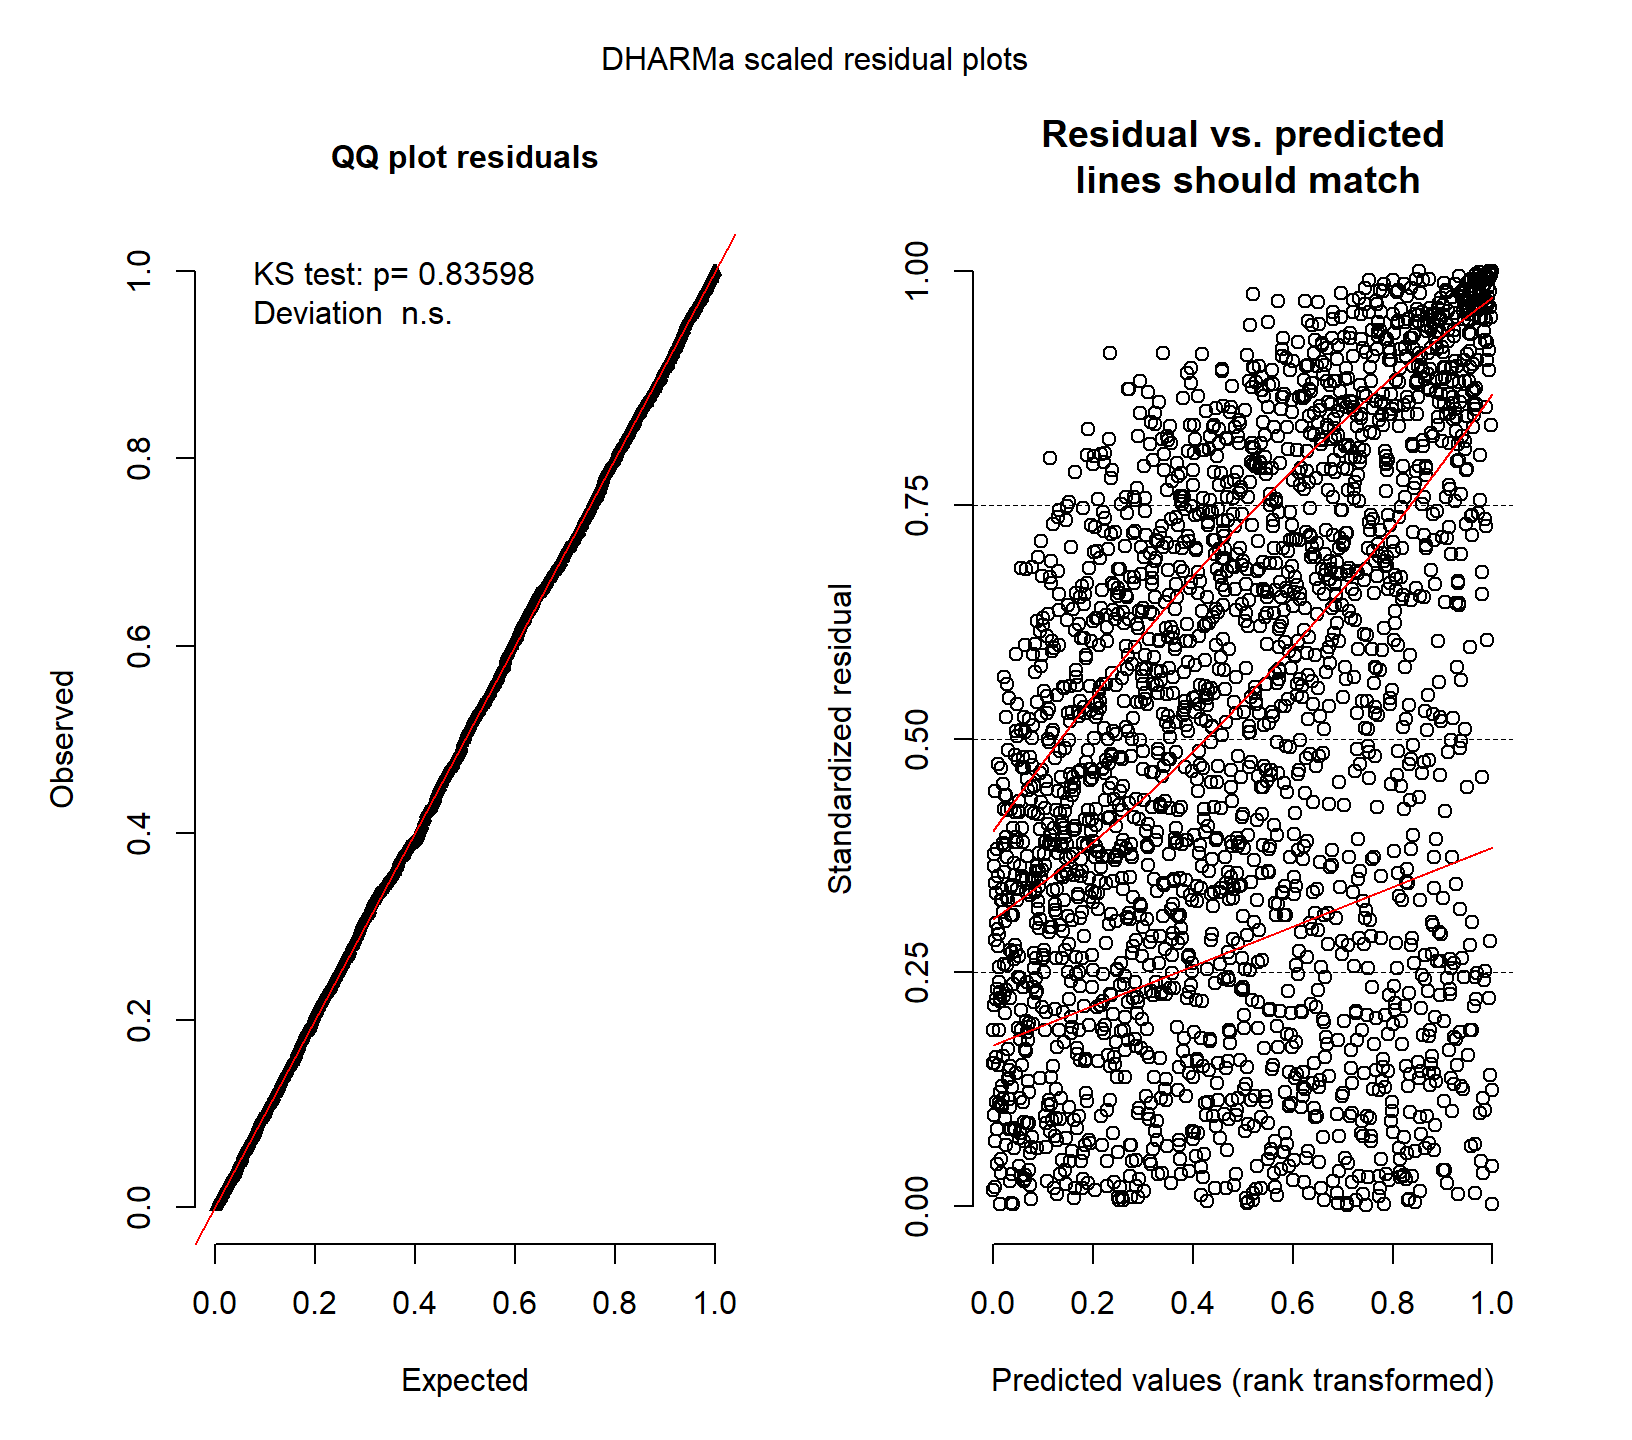 DHARMa scaled residual plots
QQ plot residuals
KS test: p= 0.83598
Deviation  n.s.
Observed
0.0 0.2 0.4 0.6 0.8 1.0
0.0 0.2 0.4 0.6 0.8 1.0
Expected
Residual vs. predicted
lines should match
Standardized residual
0.00 0.25 0.50 0.75 1.00
0.0 0.2 0.4 0.6 0.8 1.0
Predicted values (rank transformed)